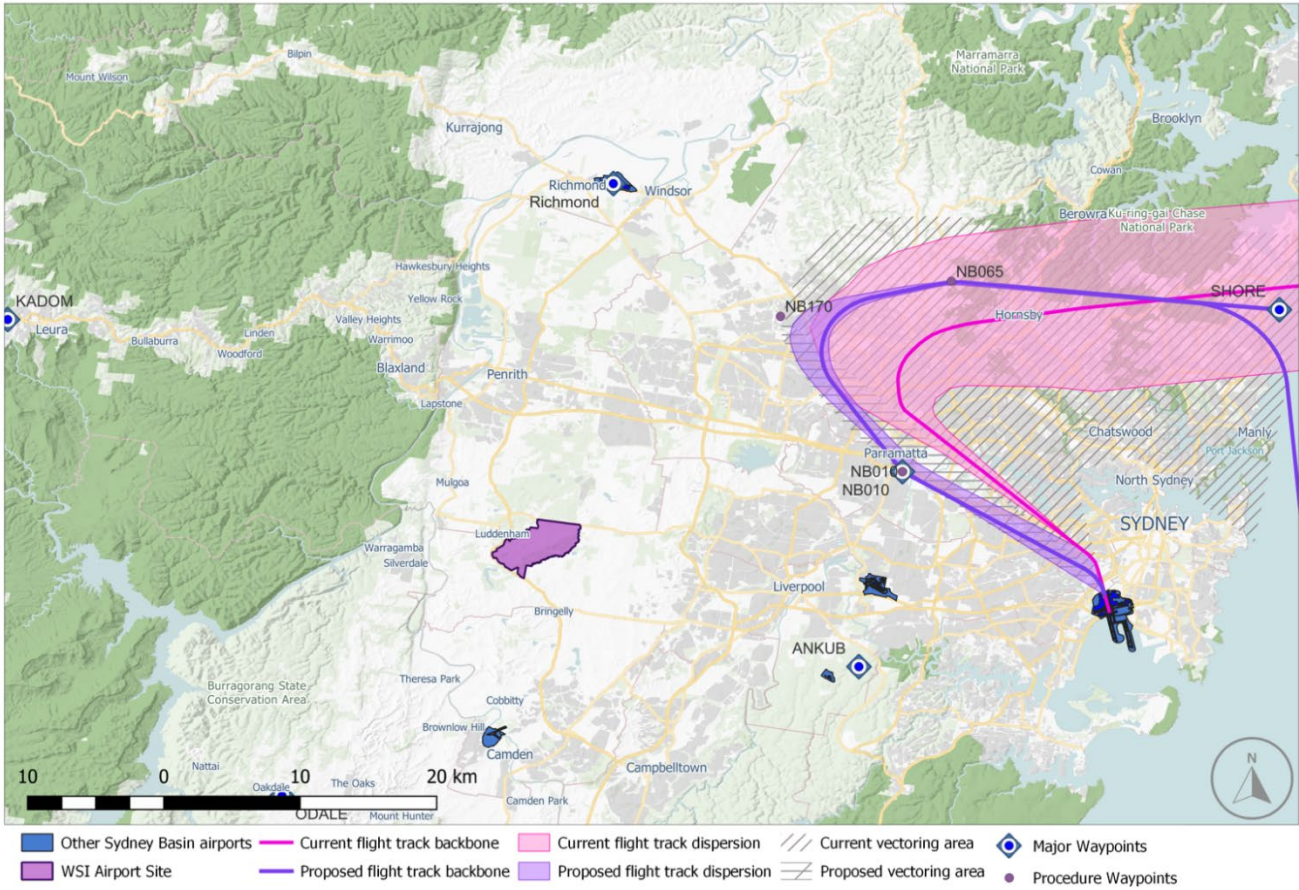 Marramarra
National Park
Bilpin
Mount Wilson
Brooklyn
Kurrajong
Cowan
Richmond
Windsor
Richmond
Berowra
Ku-ring-gai Chase
National Park
Hawkesbury Heights
NB065
KADOM
Yellow Rock
NB170
SHORE
Leura
Linden
Valley Heights
Hornsby
Bullaburra
Woodford
Warrimoo
Blaxland
Penrith
Lapstone
Chatswood
Manly
Port Jackson
Parramatta
NB010
NB010
Mulgoa
North Sydney
SYDNEY
Luddenham
Warragamba
Silverdale
Liverpool
Bringelly
ANKUB
Theresa Park
Burragorang State
Conservation Area
Cobbitty
Brownlow Hill
Camden
Nattai
Campbelltown
N
10 0 10 20 km
Oakdale
The Oaks
ODALE
Mount Hunter
Camden Park
Other Sydney Basin airports
Current flight track backbone
Current flight track dispersion
Current vectoring area
Major Waypoints
WSI Airport Site
Proposed flight track backbone
Proposed flight track dispersion
Proposed vectoring area
Procedure Waypoints